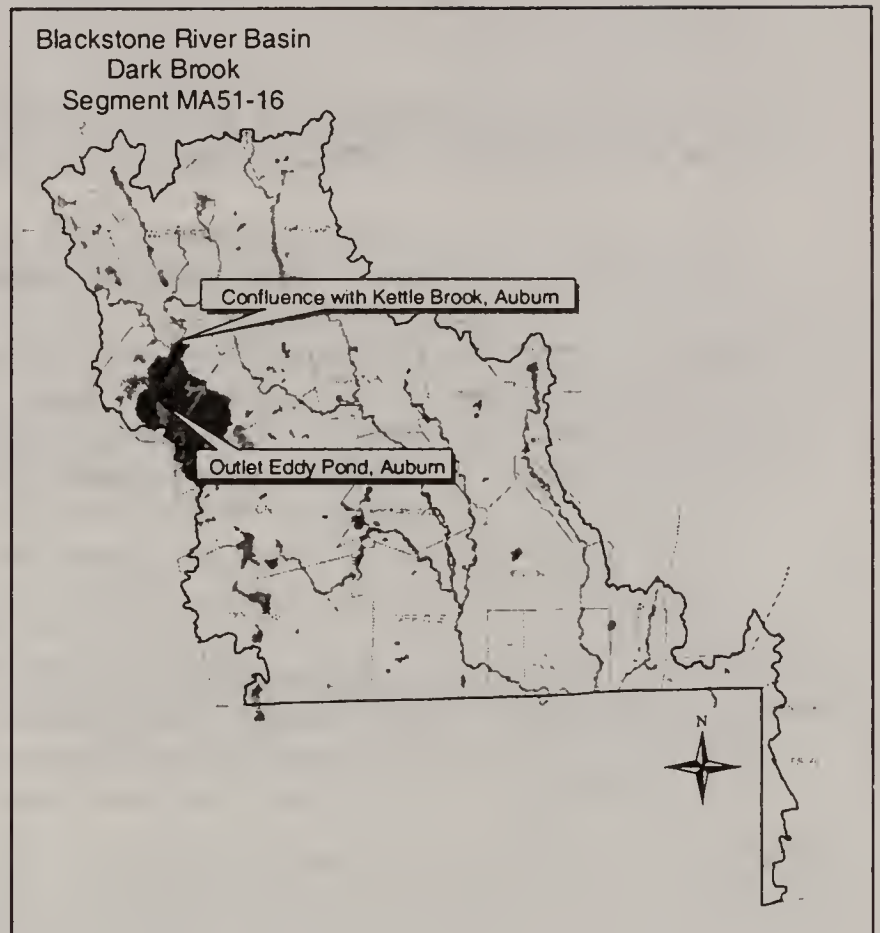 Blackstone River Basin
Dark Brook
Segment MA51-16
Confluence with Kettle Brook, Auburn
Outlet Eddy Pond, Auburn
N